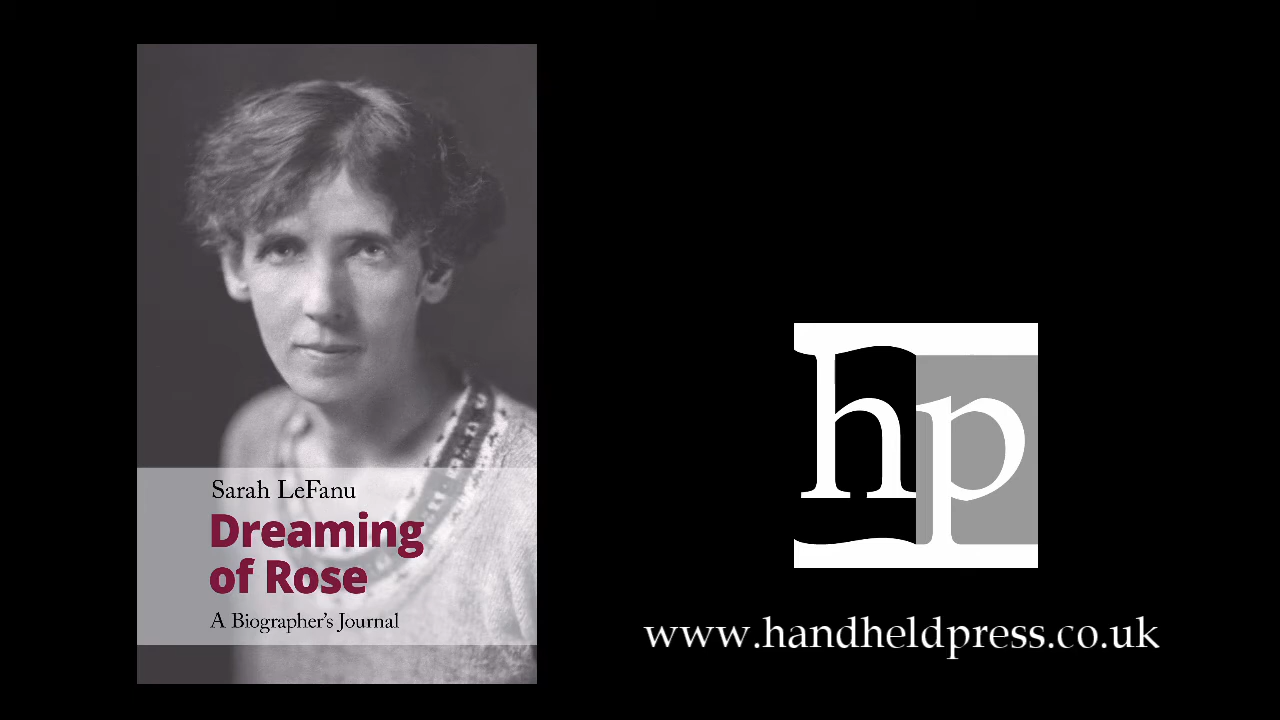 Sarah LeFanu
Dreaming
of Rose
A Biographer's Journal
hp
www.handheldpress.co.uk